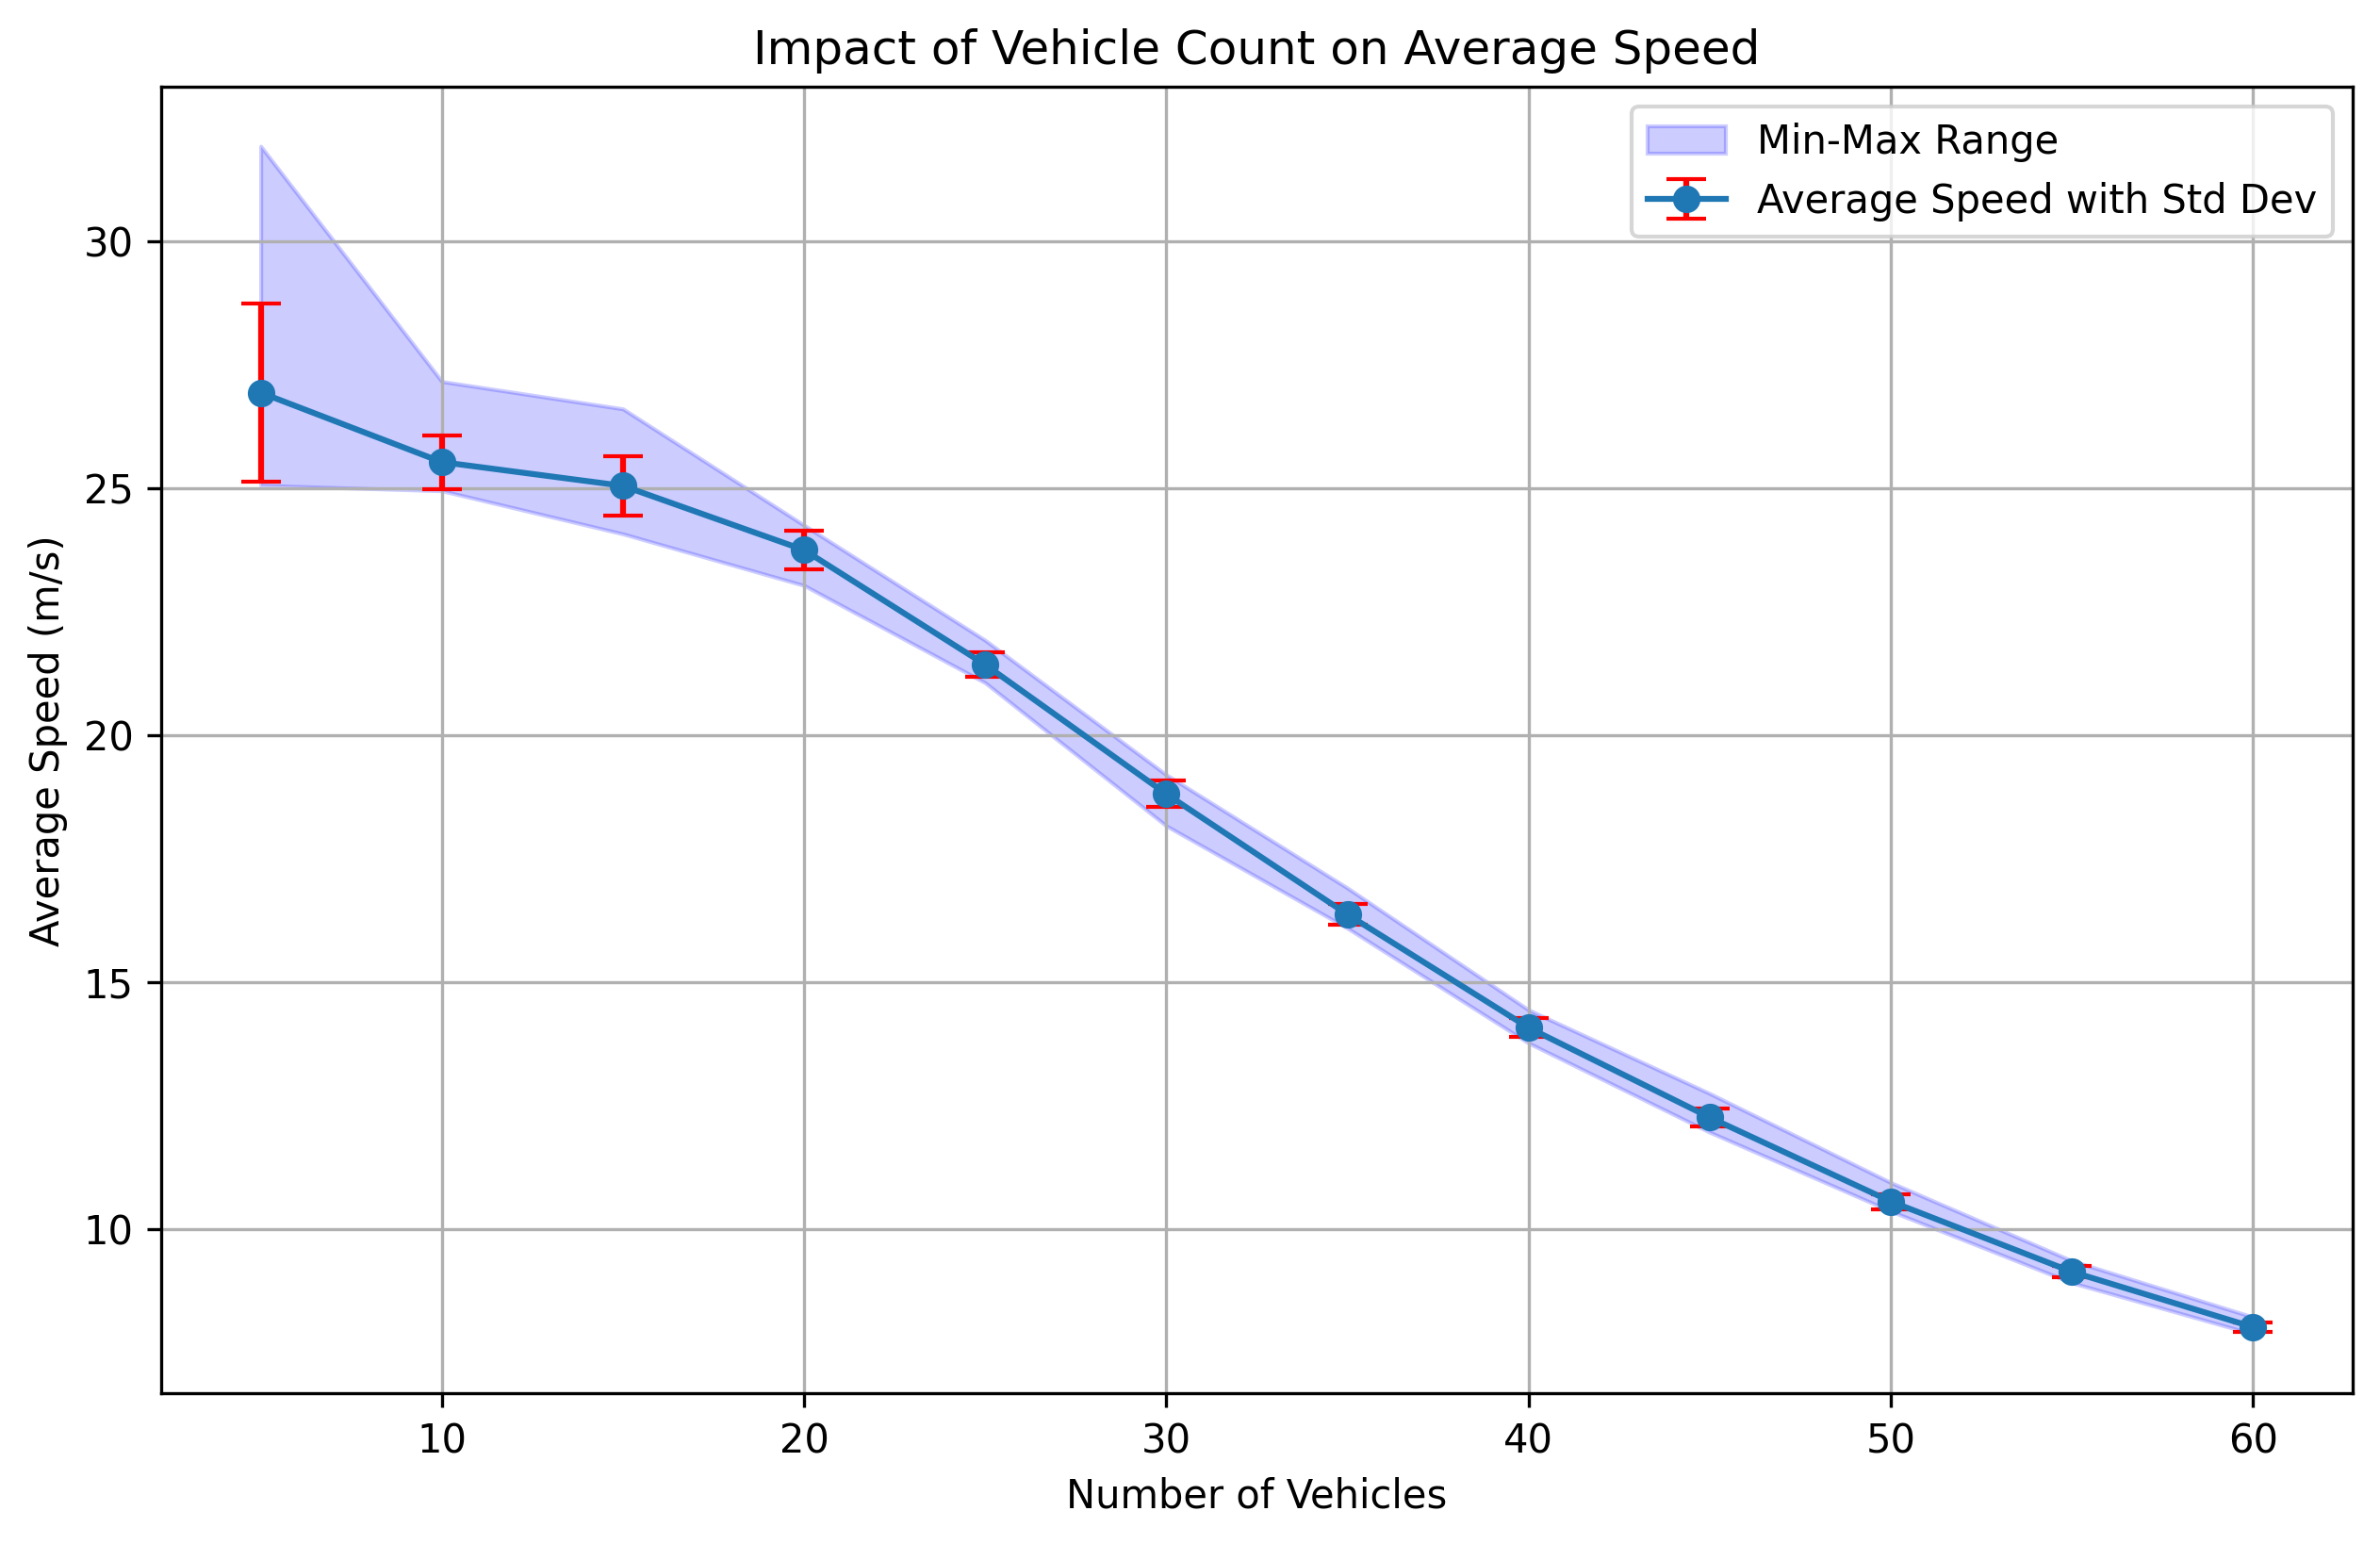 Impact of Vehicle Count on Average Speed
Min-Max Range
Average Speed with Std Dev
Average Speed (m/s)
30
25
20
15
10
10 20 30 40 50 60
Number of Vehicles